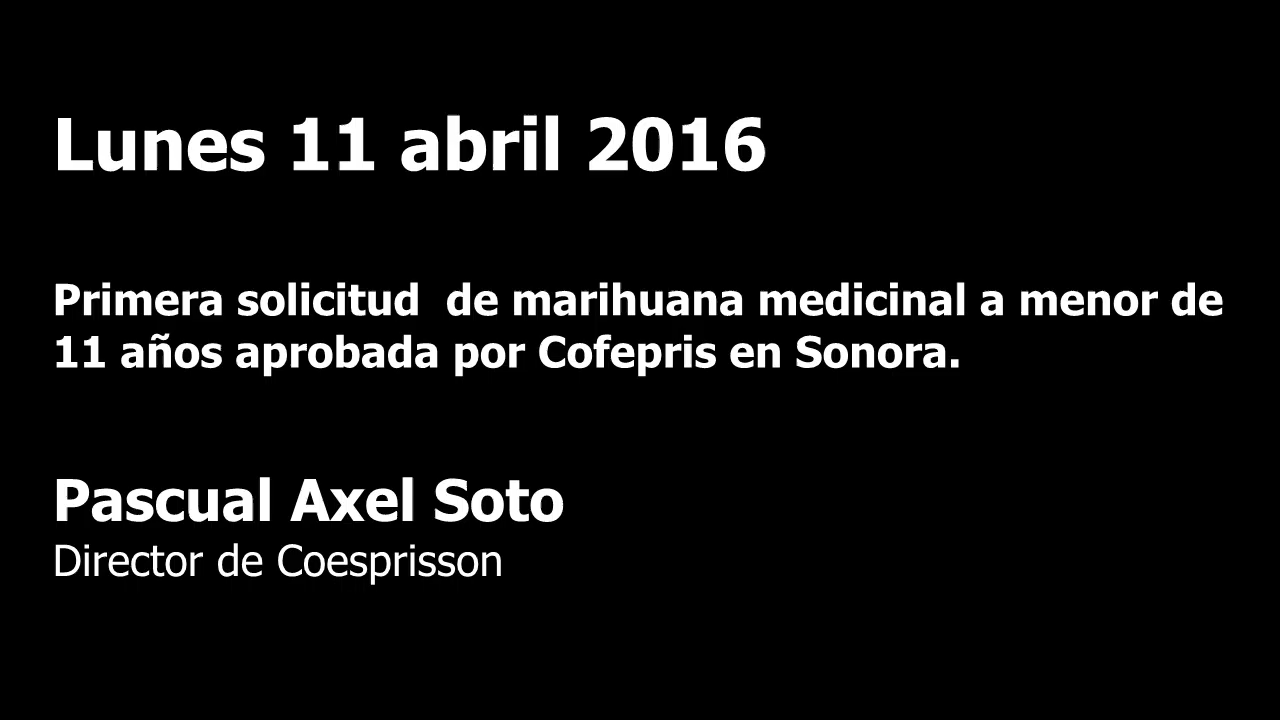 Lunes 11 abril 2016
Primera solicitud  de marihuana medicinal a menor de
11 años aprobada por Cofepris en Sonora.
Pascual Axel Soto
Director de Coesprisson